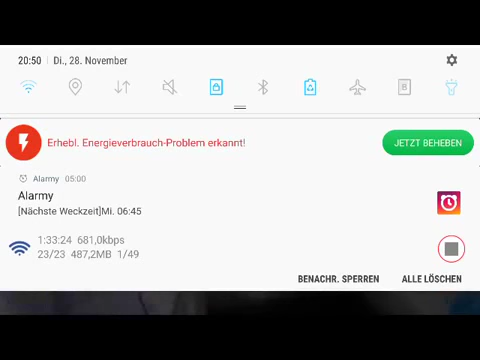 20:50 Di., 28. November
B
Erhebl. Energieverbrauch-Problem erkannt!
JETZT BEHEBEN
Alarmy 05:00
Alarmy
[Nächste Weckzeit]Mi. 06:45
1:33:24 681,0kbps
23/23 487,2MB 1/49
BENACHR. SPERREN ALLE LÖSCHEN